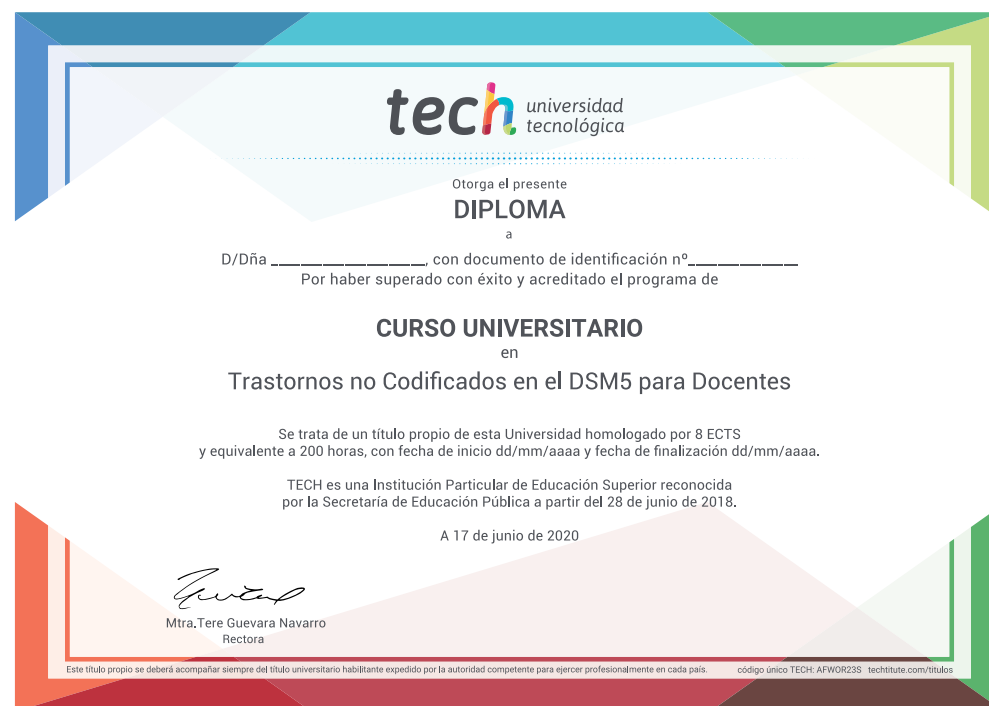 tech universidad
tecnológica
Otorga el presente
DIPLOMA
a
D/Dña ____________________, con documento de identificación nº______________
Por haber superado con éxito y acreditado el programa de
CURSO UNIVERSITARIO
en
Trastornos no Codificados en el DSM5 para Docentes
Se trata de un título propio de esta Universidad homologado por 8 ECTS
y equivalente a 200 horas, con fecha de inicio dd/mm/aaaa y fecha de finalización dd/mm/aaaa.
TECH es una Institución Particular de Educación Superior reconocida
por la Secretaría de Educación Pública a partir del 28 de junio de 2018.
A 17 de junio de 2020
Mtra.Tere Guevara Navarro
Rectora
Este título propio se deberá acompañar siempre del título universitario habilitante expedido por la autoridad competente para ejercer profesionalmente en cada país. código único TECH: AFWOR23S techtitute.com/titulos